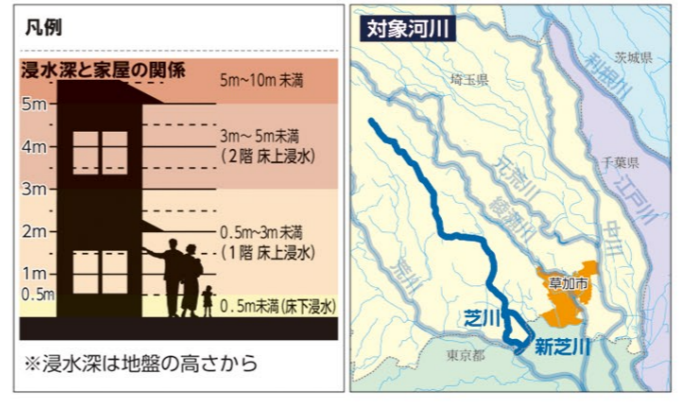 凡例
浸水深と家屋の関係
5m~10m未満
5m
4m
3m~5m未満
(2階 床上浸水)
3m
2m
0.5m~3m未満
(1階 床上浸水)
1m
0.5m
0.5m未満(床下浸水)
※浸水深は地盤の高さから
対象河川
茨城県
利根川
埼玉県
千葉県
元荒川
江戸川
綾瀬川
中川
荒川
草加市
芝川
新芝川
東京都